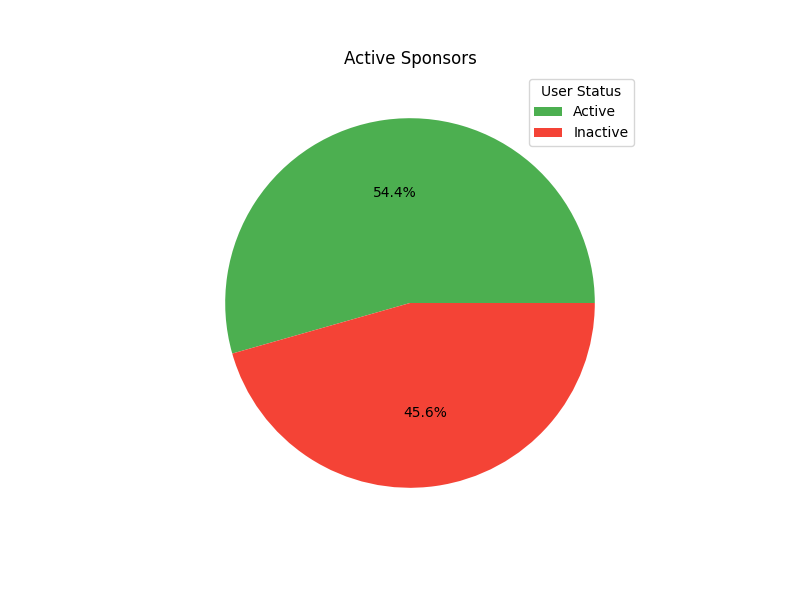 Active Sponsors
User Status
Active
Inactive
54.4%
45.6%